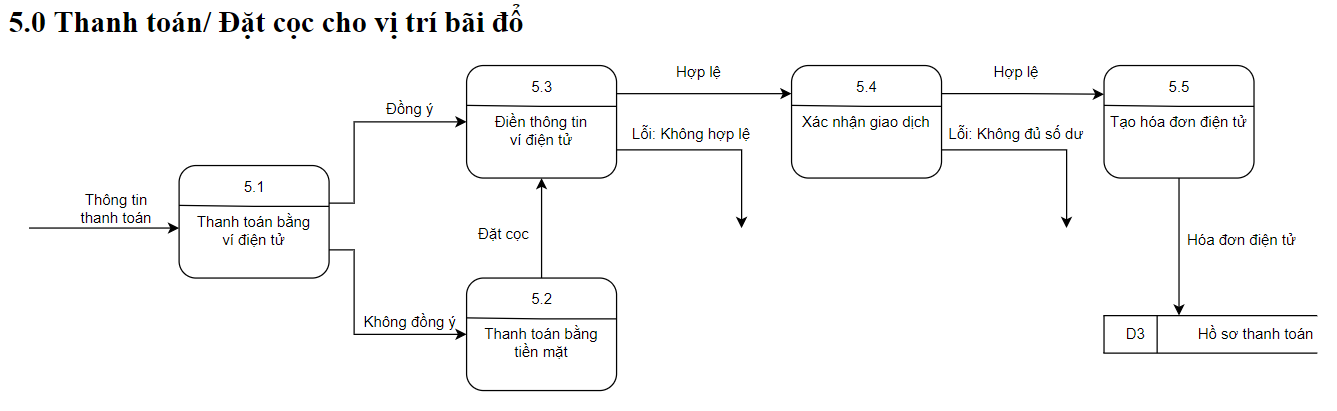 5.0 Thanh toán/ Đặt cọc cho vị trí bãi đổ
Thông tin
thanh toán
5.1
Thanh toán bằng
ví điện tử
Đồng ý
Không đồng ý
5.3
Điền thông tin
ví điện tử
Đặt cọc
5.2
Thanh toán bằng
tiền mặt
Hợp lệ
Lỗi: Không hợp lệ
5.4
Xác nhận giao dịch
Hợp lệ
Lỗi: Không đủ số dư
5.5
Tạo hóa đơn điện tử
Hóa đơn điện tử
D3
Hồ sơ thanh toán